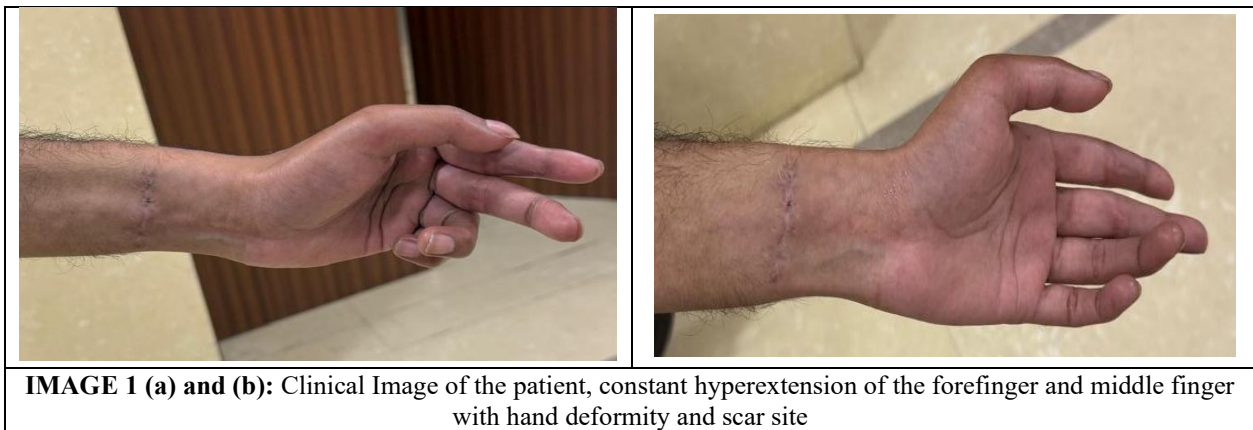 IMAGE 1 (a) and (b): Clinical Image of the patient, constant hyperextension of the forefinger and middle finger
with hand deformity and scar site